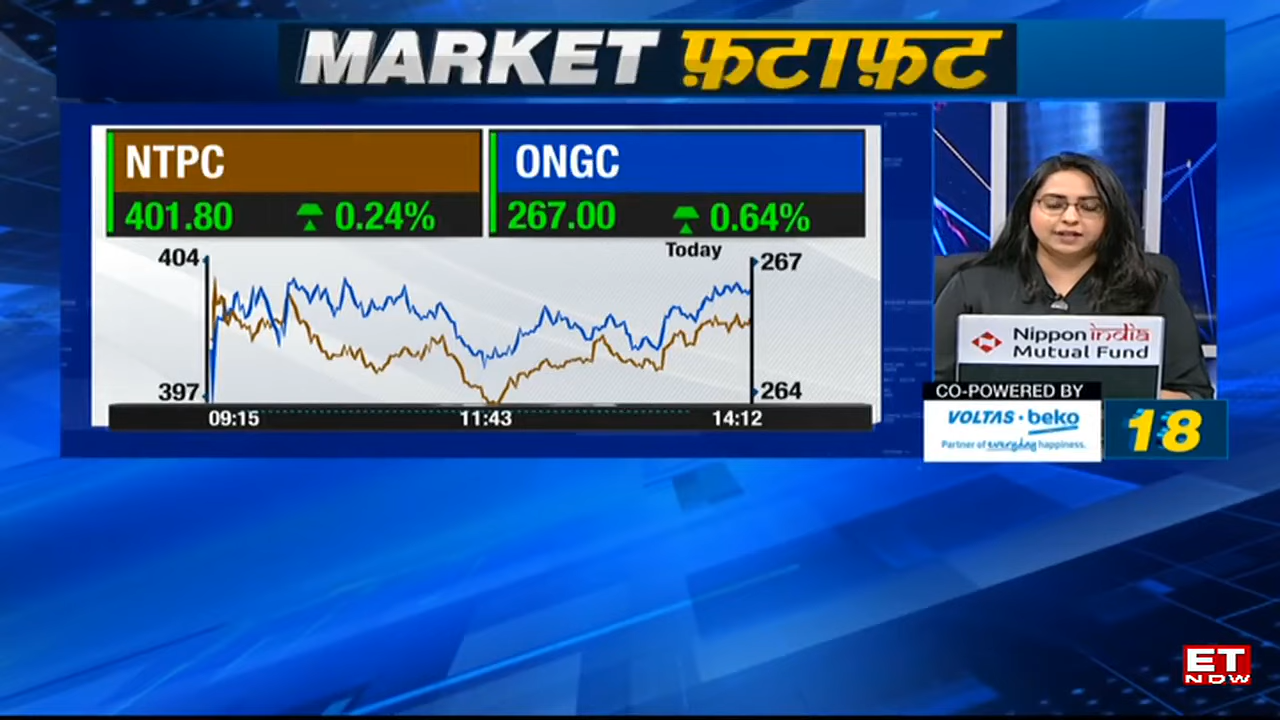 MARKET फ़टाफ़ट
NTPC
401.80 0.24%
ONGC
267.00 0.64%
Today
404
397
267
264
09:15 11:43 14:12
Nippon india
Mutual Fund
CO-POWERED BY
VOLTAS · beko
Partner of everyday happiness.
18
ET
NOW